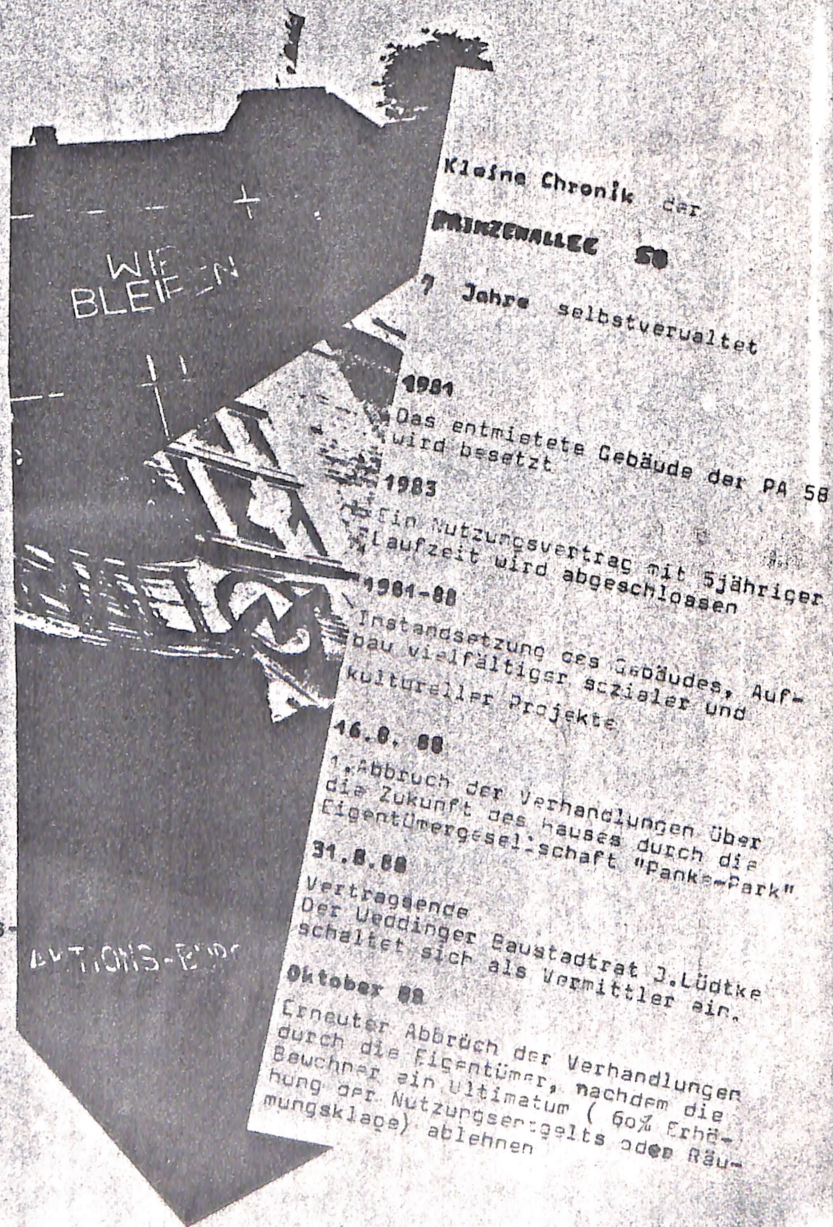 WIR
BLEIBEN
AKTIONS-BÜRO
Kleine Chronik der
PRINZENALLEE 58
7 Jahre selbstverwaltet
1981
Das entmietete Gebäude der PA 58
wird besetzt
1983
Ein Nutzungsvertrag mit 5jähriger
Laufzeit wird abgeschlossen
1981-88
Instandsetzung des Gebäudes, Auf-
bau vielfältiger sozialer und
kultureller Projekte
16.8. 88
1.Abbruch der Verhandlungen über
die Zukunft des Hauses durch die
Eigentümergesellschaft "Panke-Park"
31.8.88
Vertragsende
Der Weddinger Baustadtrat J.Lüdtke
schaltet sich als Vermittler ein.
Oktober 88
Erneuter Abbrüch der Verhandlungen
durch die Eigentümer, nachdem die
Bewohner ein Ultimatum ( 60% Erhö-
hung der Nutzungsentgelts oder Räu-
mungsklage) ablehnen